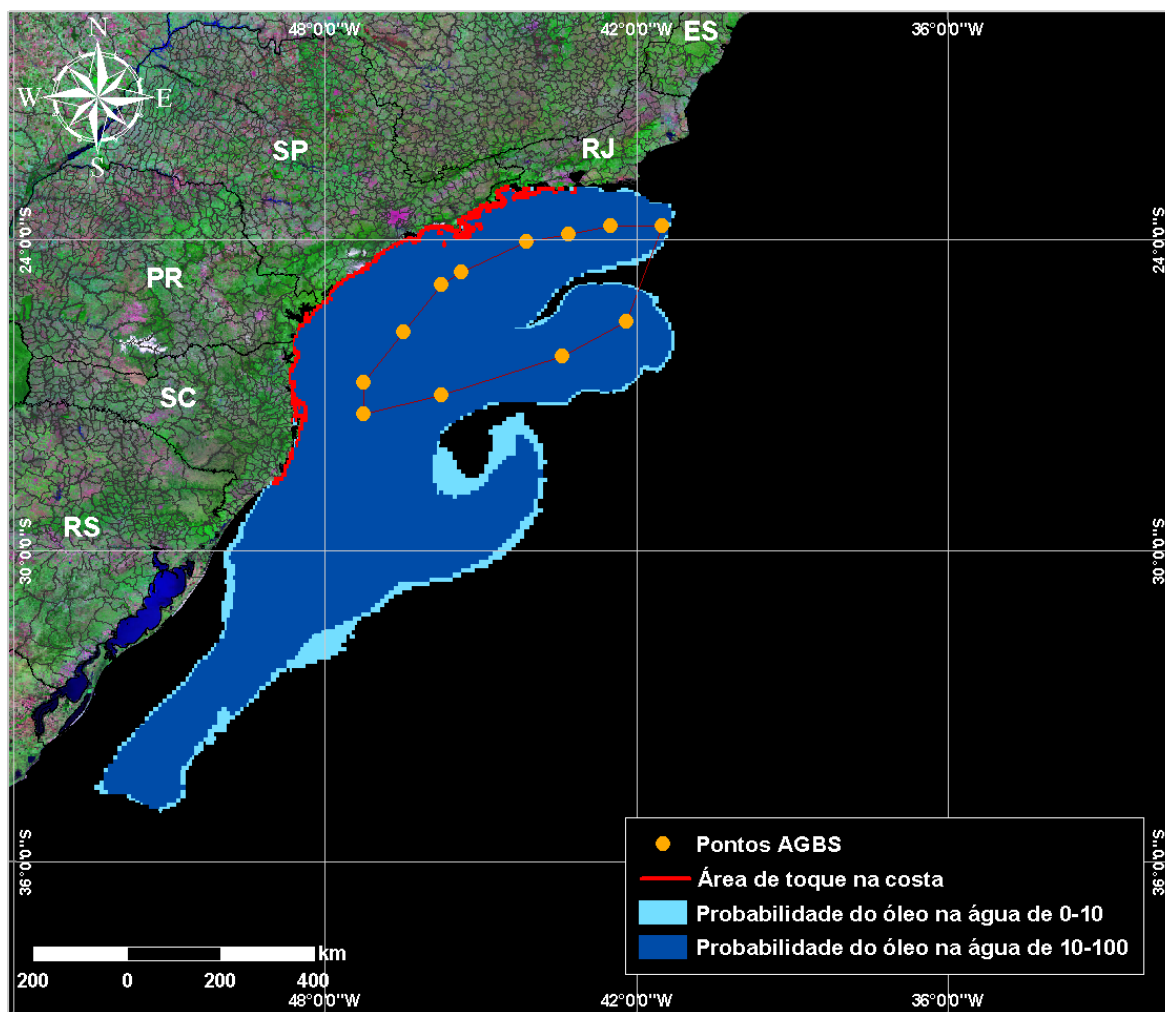 48°0'0"W
42°0'0"W
36°0'0"W
ES
N
W
E
S
SP
RJ
24°0'0"S
24°0'0"S
PR
SC
RS
30°0'0"S
30°0'0"S
36°0'0"S
36°0'0"S
Pontos AGBS
Área de toque na costa
Probabilidade do óleo na água de 0-10
Probabilidade do óleo na água de 10-100
km
200 0 200 400
48°0'0"W
42°0'0"W
36°0'0"W